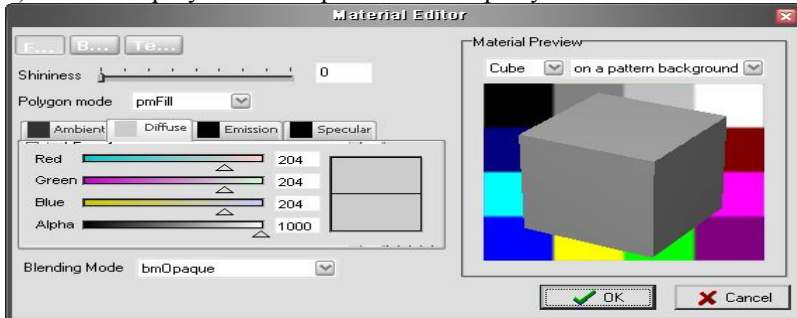 Material Editor
F... B... Te...
Shininess 0
Polygon mode pmFill
Ambient Diffuse Emission Specular
Red 204
Green 204
Blue 204
Alpha 1000
Blending Mode bmOpaque
Material Preview
Cube on a pattern background
OK Cancel